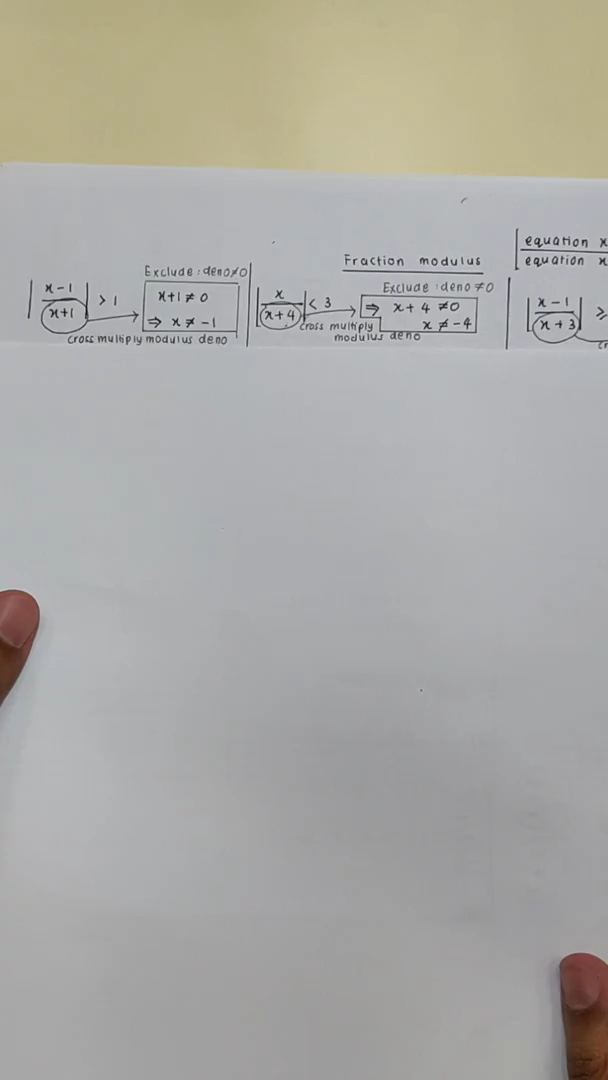 |x-1/x+1| > 1
Exclude : deno≠0
x+1 ≠ 0
⇒ x ≠ -1
cross multiply modulus deno
Fraction modulus
|x/x+4| < 3
Exclude : deno ≠0
⇒ x + 4 ≠0
x ≠ -4
cross multiply
modulus deno
equation x
equation x
|x-1/x+3| ≥